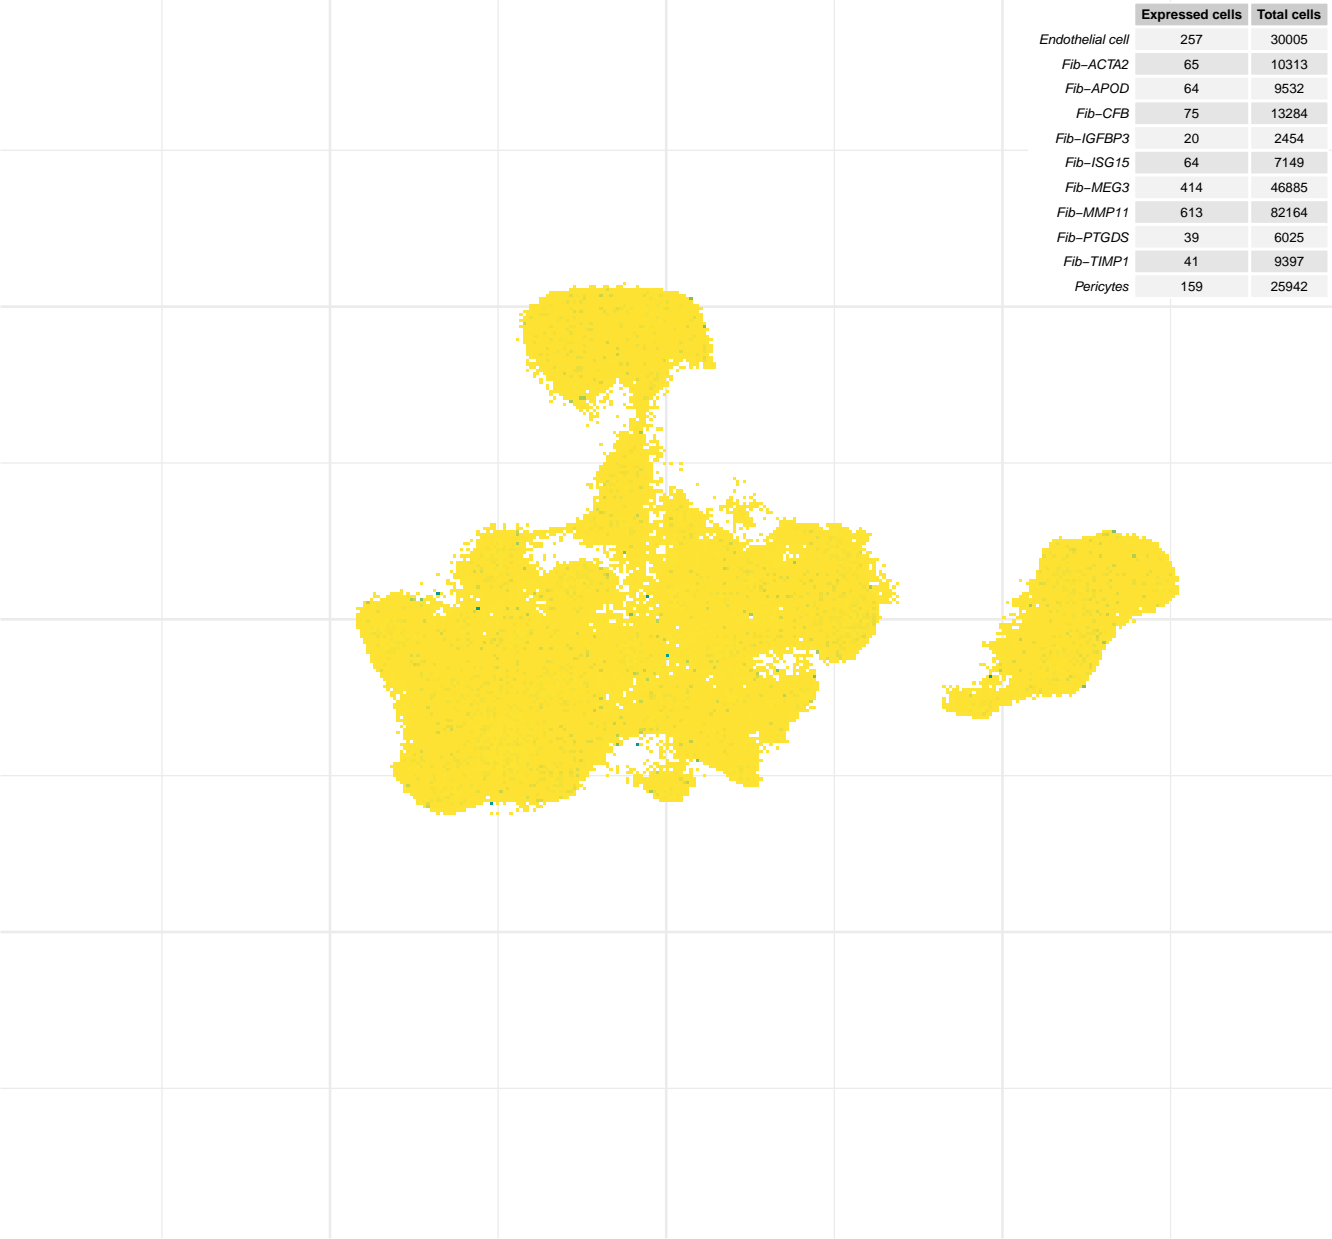 Expressed cells Total cells
Endothelial cell 257 30005
Fib−ACTA2 65 10313
Fib−APOD 64 9532
Fib−CFB 75 13284
Fib−IGFBP3 20 2454
Fib−ISG15 64 7149
Fib−MEG3 414 46885
Fib−MMP11 613 82164
Fib−PTGDS 39 6025
Fib−TIMP1 41 9397
Pericytes 159 25942